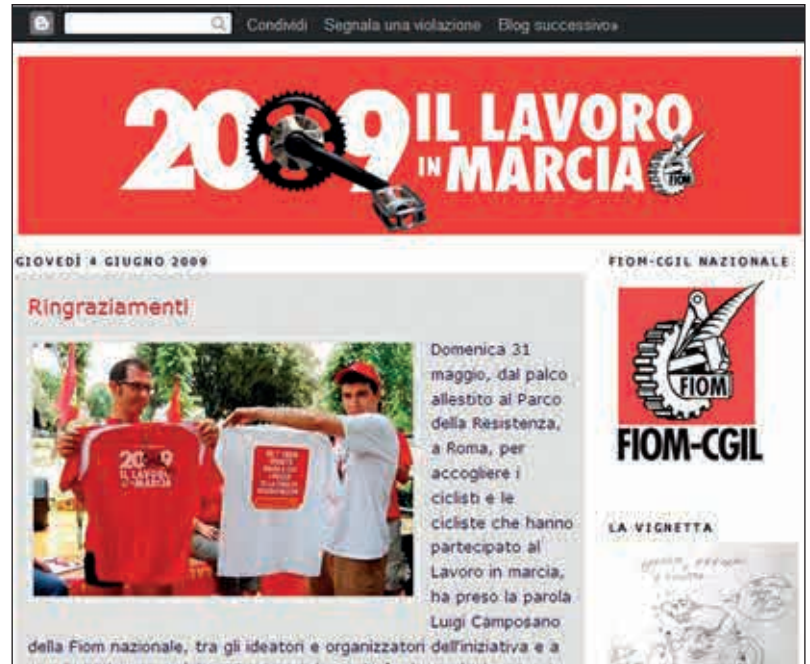 Condividi Segnala una violazione Blog successivo»
2009 IL LAVORO
IN MARCIA
FIOM
GIOVEDÌ 4 GIUGNO 2009
Ringraziamenti
2009
IL LAVORO
IN MARCIA
Domenica 31
maggio, dal palco
allestito al Parco
della Resistenza,
a Roma, per
accogliere i
ciclisti e le
cicliste che hanno
partecipato al
Lavoro in marcia,
ha preso la parola
Luigi Camposano
della Fiom nazionale, tra gli ideatori e organizzatori dell'iniziativa e a
FIOM-CGIL NAZIONALE
FIOM
FIOM-CGIL
LA VIGNETTA